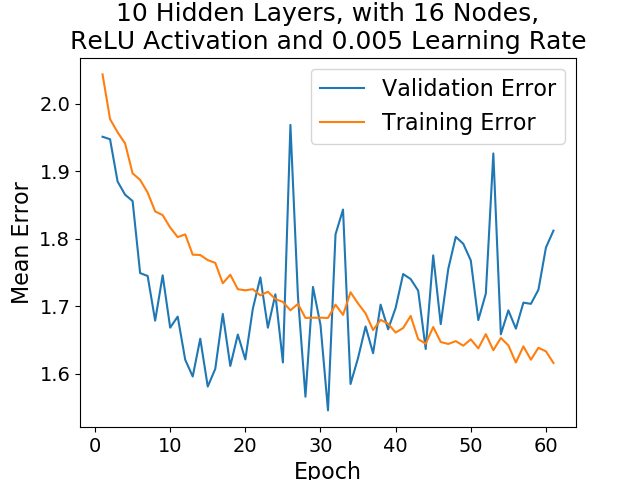 10 Hidden Layers, with 16 Nodes,
ReLU Activation and 0.005 Learning Rate
Validation Error
Training Error
Mean Error
2.0
1.9
1.8
1.7
1.6
0 10 20 30 40 50 60
Epoch